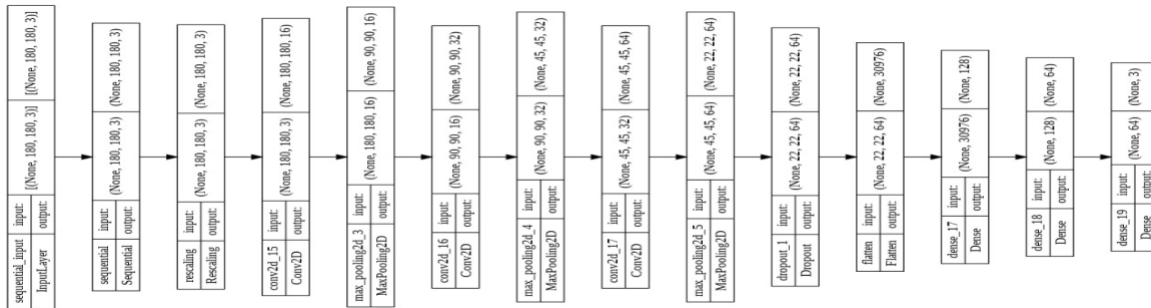 sequential_input input: [(None, 180, 180, 3)] [(None, 180, 180, 3)]
InputLayer output:
sequential input: (None, 180, 180, 3) (None, 180, 180, 3)
Sequential output:
rescaling input: (None, 180, 180, 3) (None, 180, 180, 3)
Rescaling output:
conv2d_15 input: (None, 180, 180, 3) (None, 180, 180, 16)
Conv2D output:
max_pooling2d_3 input: (None, 180, 180, 16) (None, 90, 90, 16)
MaxPooling2D output:
conv2d_16 input: (None, 90, 90, 16) (None, 90, 90, 32)
Conv2D output:
max_pooling2d_4 input: (None, 90, 90, 32) (None, 45, 45, 32)
MaxPooling2D output:
conv2d_17 input: (None, 45, 45, 32) (None, 45, 45, 64)
Conv2D output:
max_pooling2d_5 input: (None, 45, 45, 64) (None, 22, 22, 64)
MaxPooling2D output:
dropout_1 input: (None, 22, 22, 64) (None, 22, 22, 64)
Dropout output:
flatten input: (None, 22, 22, 64) (None, 30976)
Flatten output:
dense_17 input: (None, 30976) (None, 128)
Dense output:
dense_18 input: (None, 128) (None, 64)
Dense output:
dense_19 input: (None, 64) (None, 3)
Dense output: